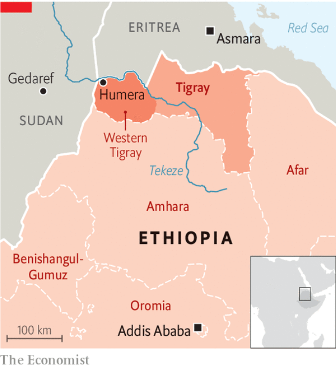 ERITREA
Red Sea
Asmara
Gedaref
SUDAN
Humera
Tigray
Western
Tigray
Tekeze
Afar
Amhara
ETHIOPIA
Benishangul-
Gumuz
Oromia
100 km
Addis Ababa
The Economist